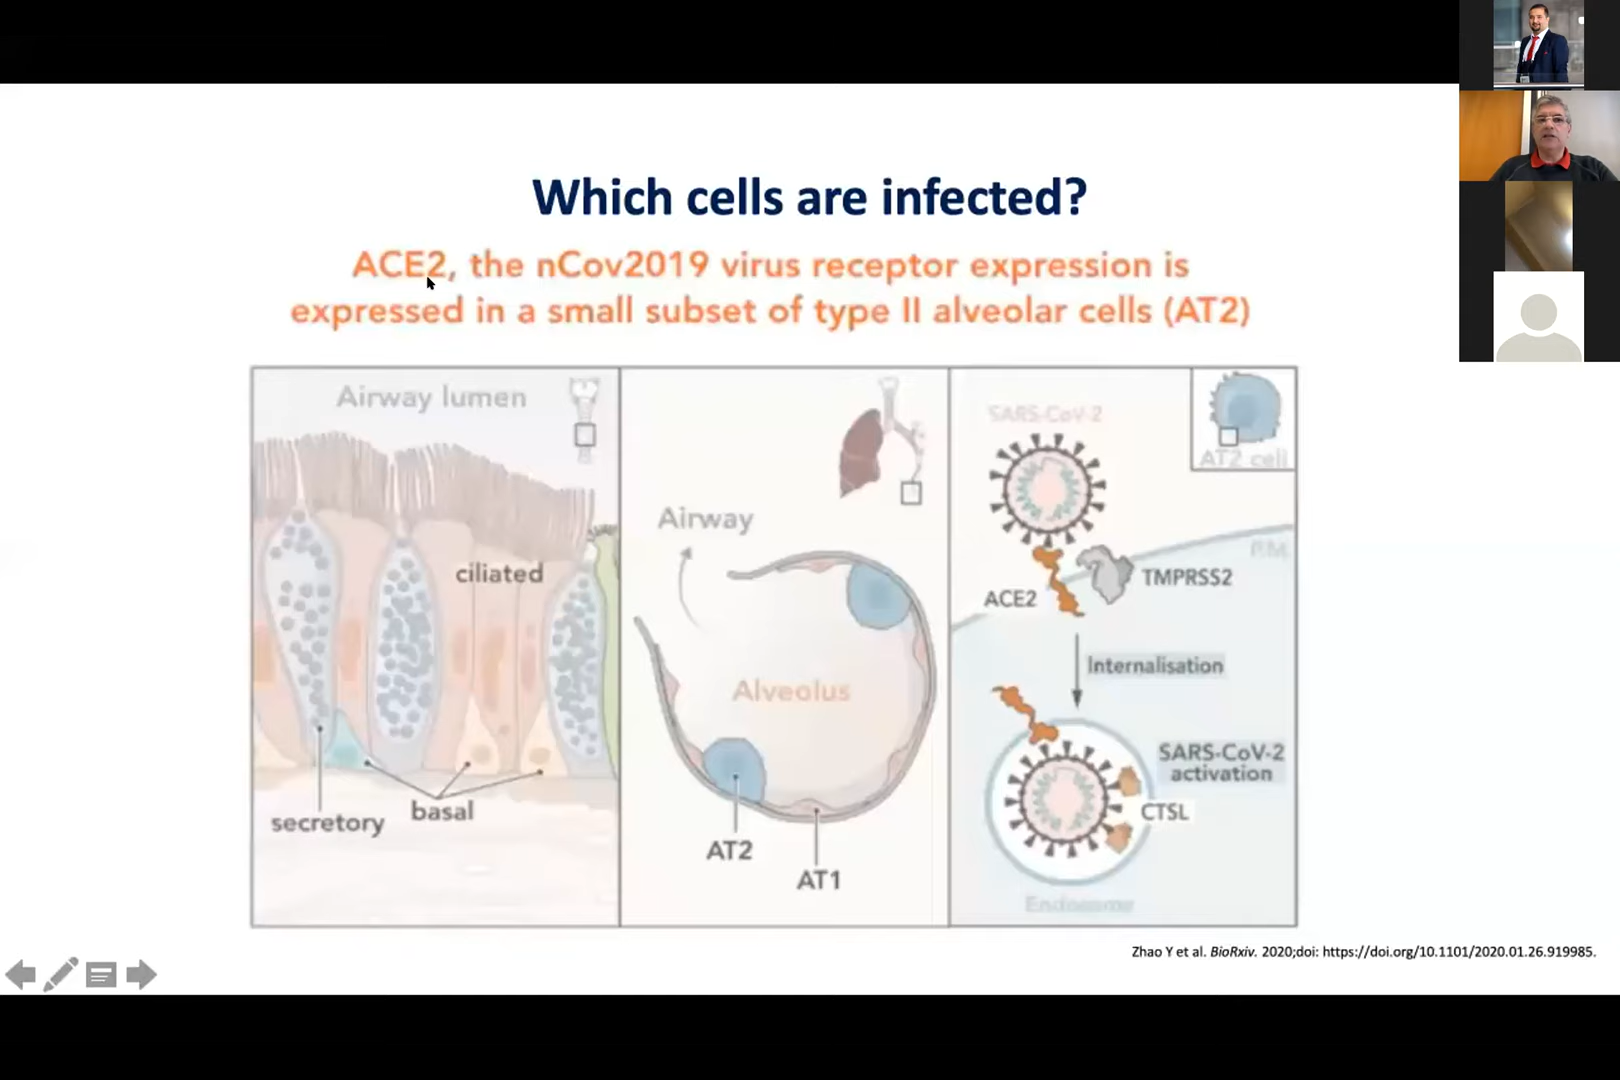 Which cells are infected?
ACE2, the nCov2019 virus receptor expression is
expressed in a small subset of type II alveolar cells (AT2)
Airway lumen
ciliated
secretory
basal
Airway
Alveolus
AT2
AT1
SARS-CoV-2
AT2 cell
P.M.
TMPRSS2
ACE2
Internalisation
SARS-CoV-2
activation
CTSL
Endosome
Zhao Y et al. BioRxiv. 2020;doi: https://doi.org/10.1101/2020.01.26.919985.